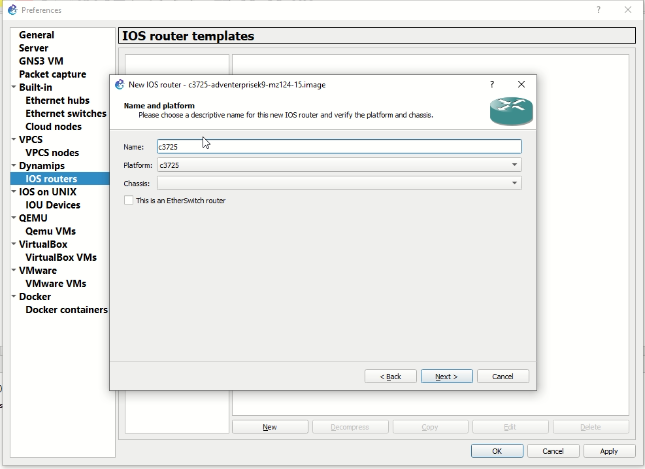 Preferences
?
General
Server
GNS3 VM
Packet capture
Built-in
Ethernet hubs
Ethernet switches
Cloud nodes
VPCS
VPCS nodes
Dynamips
IOS routers
IOS on UNIX
IOU Devices
QEMU
Qemu VMs
VirtualBox
VirtualBox VMs
VMware
VMware VMs
Docker
Docker containers
IOS router templates
New IOS router - c3725-adventerprisek9-mz124-15.image
?
Name and platform
Please choose a descriptive name for this new IOS router and verify the platform and chassis.
Name: c3725
Platform: c3725
Chassis:
This is an EtherSwitch router
< Back Next > Cancel
New Decompress Copy Edit Delete
OK Cancel Apply